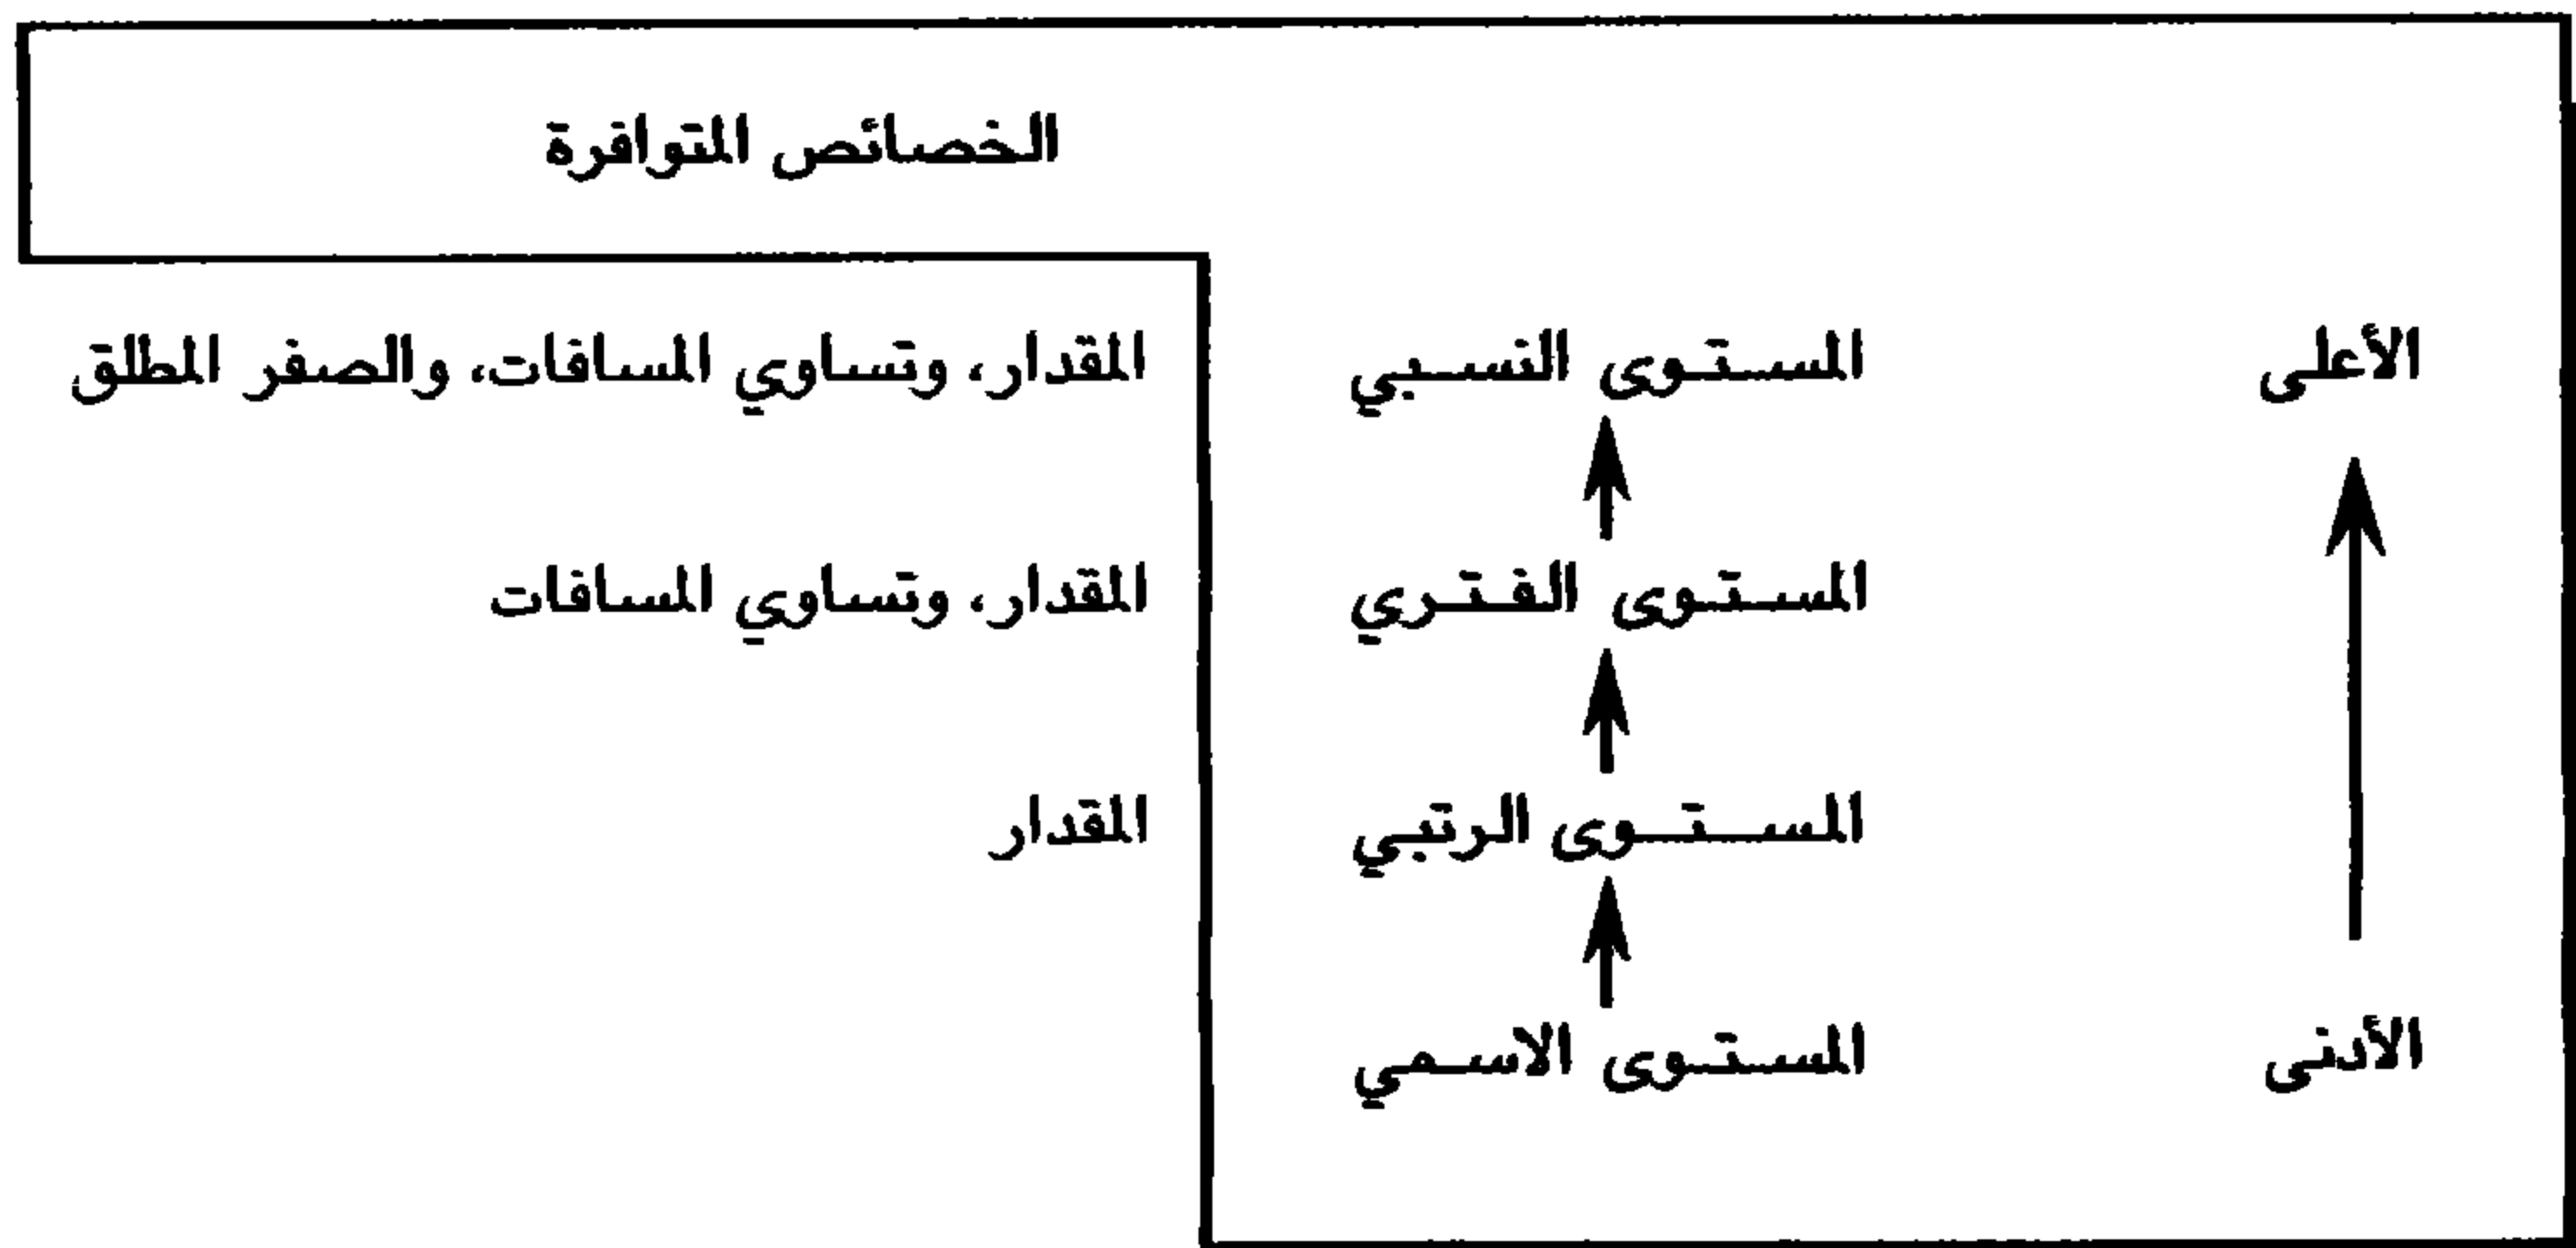 الخصائص المتوافرة
الأعلى المستوى النسبي المقدار، وتساوي المسافات، والصفر المطلق
المستوى الفتري المقدار، وتساوي المسافات
المستوى الرتبي المقدار
الأدنى المستوى الاسمي